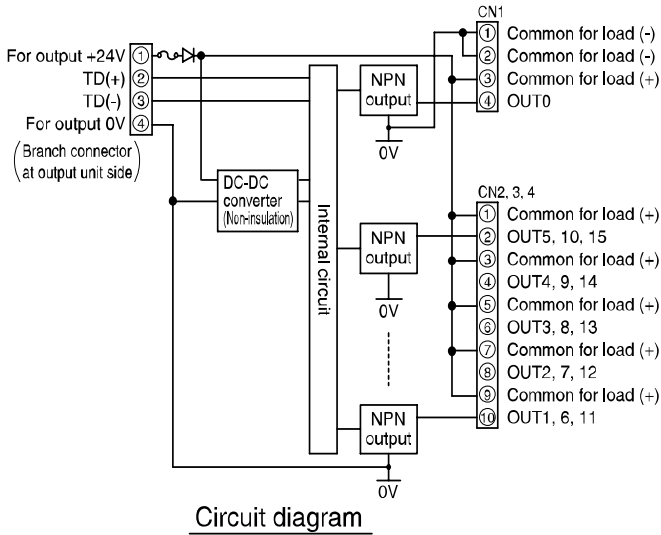 CN1
For output +24V
TD(+)
TD(-)
For output 0V
(Branch connector
at output unit side)
1
2
3
4
1
2
3
4
Common for load (-)
Common for load (-)
Common for load (+)
OUT0
NPN
output
0V
DC-DC
converter
(Non-insulation)
Internal circuit
NPN
output
0V
NPN
output
0V
CN2, 3, 4
1 Common for load (+)
2 OUT5, 10, 15
3 Common for load (+)
4 OUT4, 9, 14
5 Common for load (+)
6 OUT3, 8, 13
7 Common for load (+)
8 OUT2, 7, 12
9 Common for load (+)
10 OUT1, 6, 11
Circuit diagram